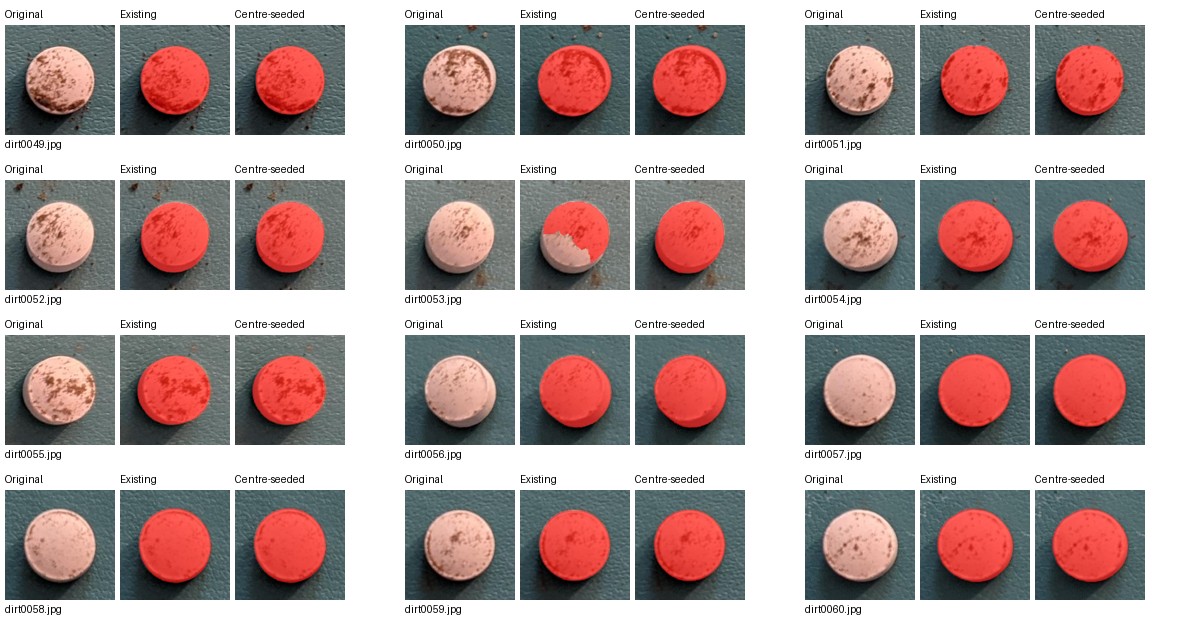 Original Existing Centre-seeded Original Existing Centre-seeded Original Existing Centre-seeded
dirt0049.jpg dirt0050.jpg dirt0051.jpg
Original Existing Centre-seeded Original Existing Centre-seeded Original Existing Centre-seeded
dirt0052.jpg dirt0053.jpg dirt0054.jpg
Original Existing Centre-seeded Original Existing Centre-seeded Original Existing Centre-seeded
dirt0055.jpg dirt0056.jpg dirt0057.jpg
Original Existing Centre-seeded Original Existing Centre-seeded Original Existing Centre-seeded
dirt0058.jpg dirt0059.jpg dirt0060.jpg